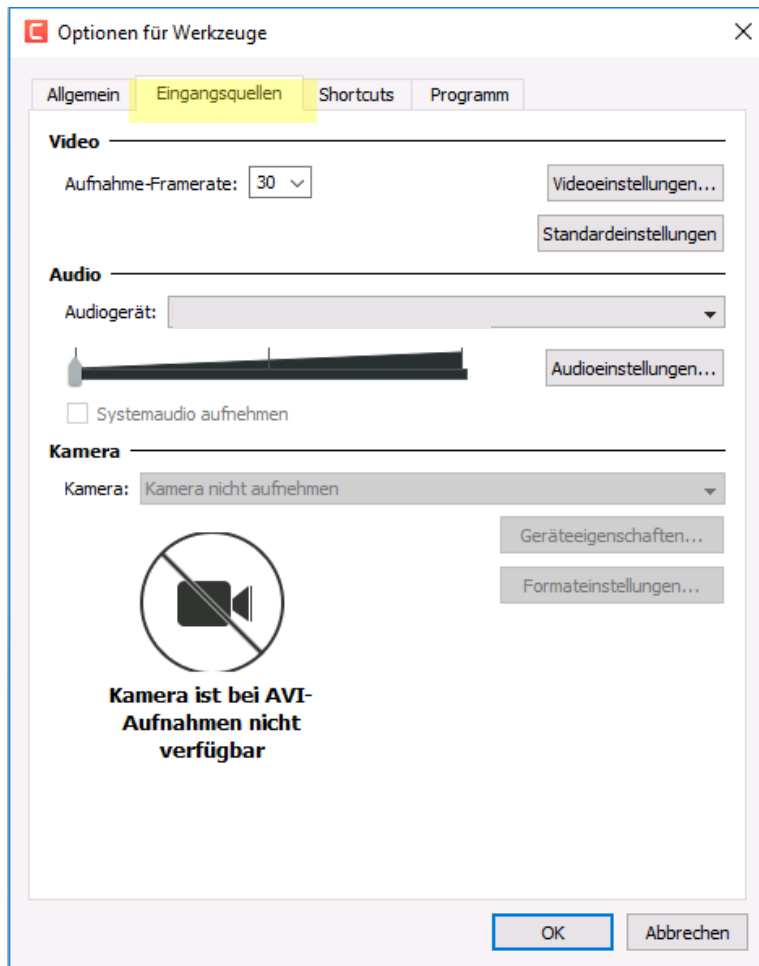 Optionen für Werkzeuge
Allgemein Eingangsquellen Shortcuts Programm
Video
Aufnahme-Framerate: 30 Videoeinstellungen...
Standardeinstellungen
Audio
Audiogerät:
Audioeinstellungen...
Systemaudio aufnehmen
Kamera
Kamera: Kamera nicht aufnehmen
Geräteeigenschaften...
Formateinstellungen...
Kamera ist bei AVI-
Aufnahmen nicht
verfügbar
OK Abbrechen